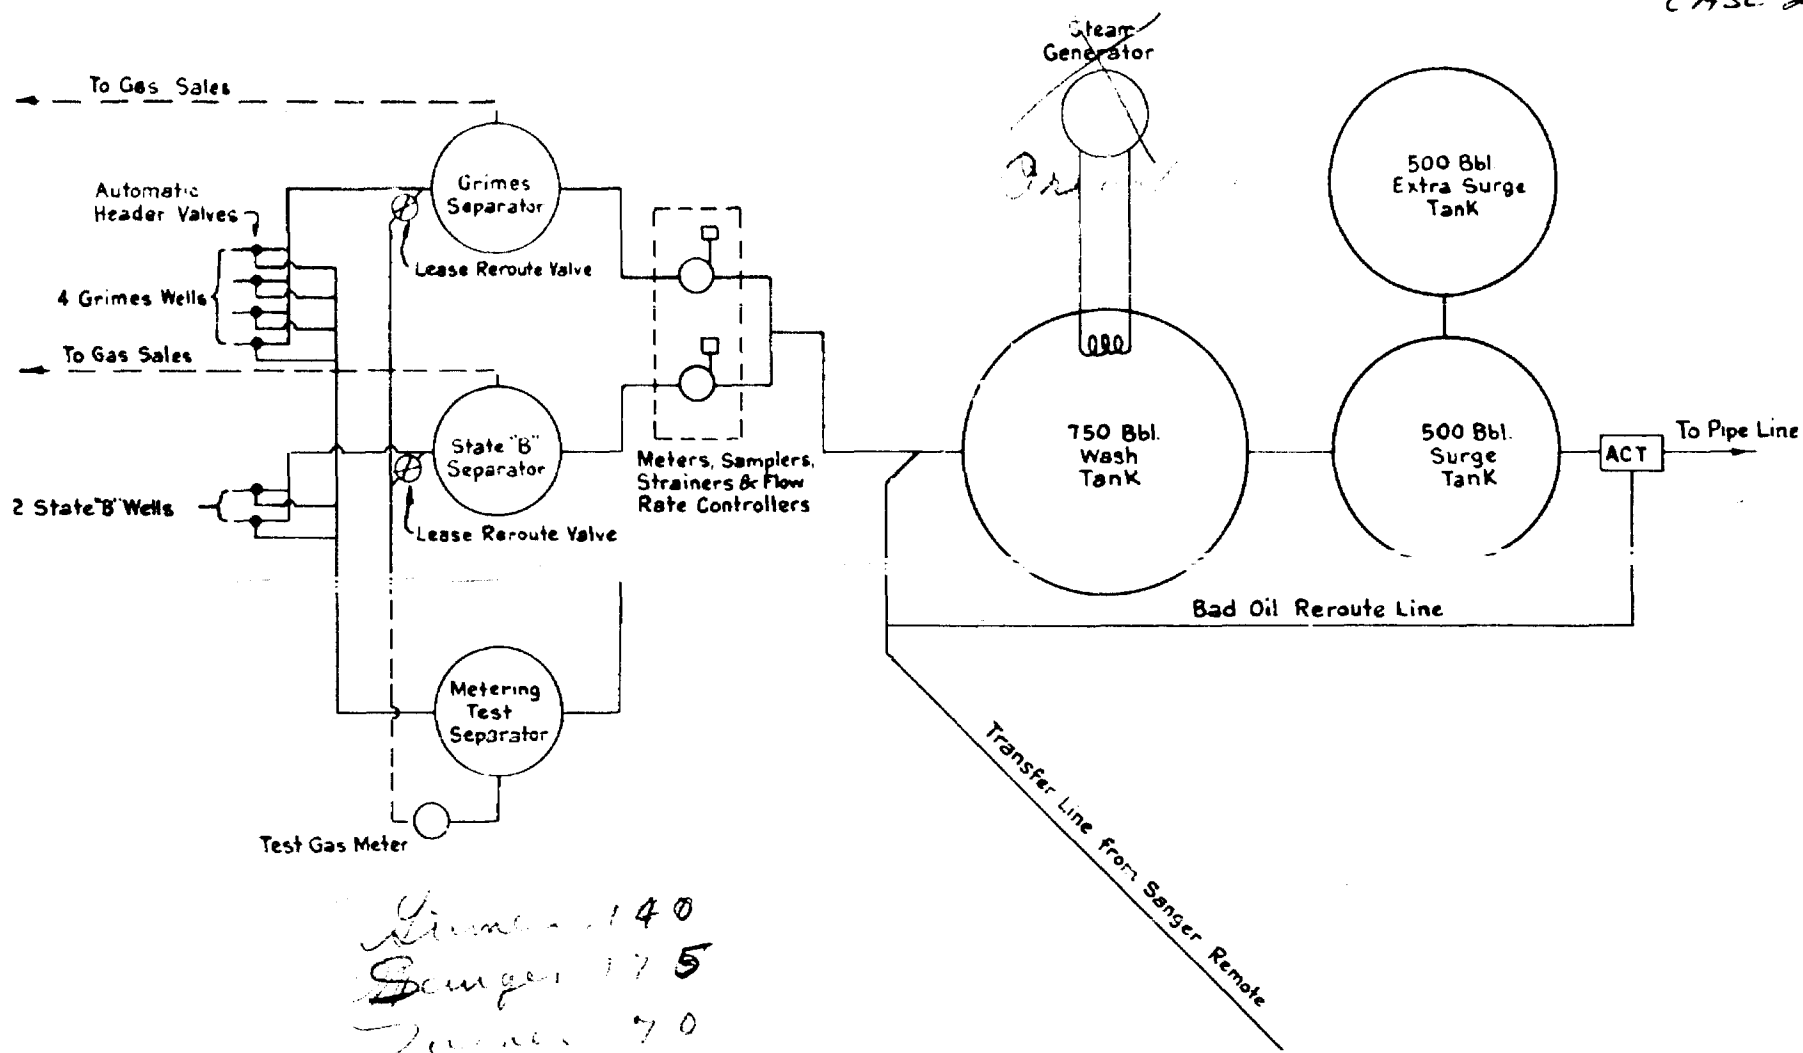 CASE
Steam
Generator
To Gas Sales
500 Bbl.
Extra Surge
Tank
Grimes
Separator
Automatic
Header Valves
Lease Reroute Valve
4 Grimes Wells
To Gas Sales
750 Bbl.
Wash
Tank
500 Bbl.
Surge
Tank
To Pipe Line
ACT
State "B"
Separator
Meters, Samplers,
Strainers & Flow
Rate Controllers
2 State "B" Wells
Lease Reroute Valve
Bad Oil Reroute Line
Metering
Test
Separator
Transfer Line from Sanger Remote
Test Gas Meter
140
175
70